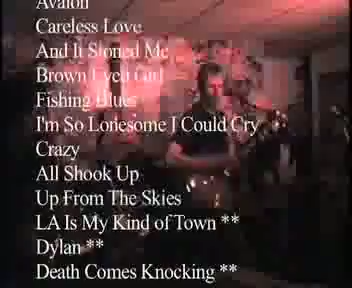 Avalon
Careless Love
And It Stoned Me
Brown Eyed Girl
Fishing Blues
I'm So Lonesome I Could Cry
Crazy
All Shook Up
Up From The Skies
LA Is My Kind of Town **
Dylan **
Death Comes Knocking **